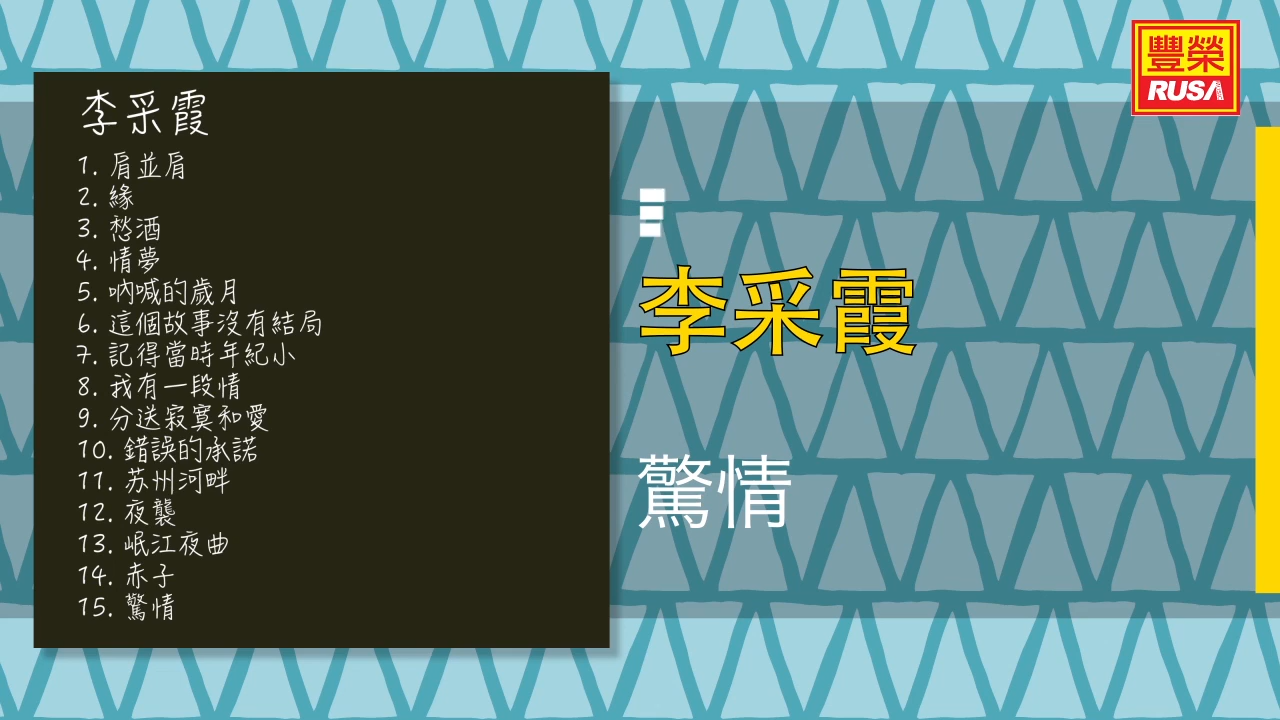 李采霞
1. 肩並肩
2. 緣
3. 愁酒
4. 情夢
5. 吶喊的歲月
6. 這個故事沒有結局
7. 記得當時年紀小
8. 我有一段情
9. 分送寂寞和愛
10. 錯誤的承諾
11. 苏州河畔
12. 夜襲
13. 岷江夜曲
14. 赤子
15. 驚情
豐榮
RUSA
李采霞
驚情